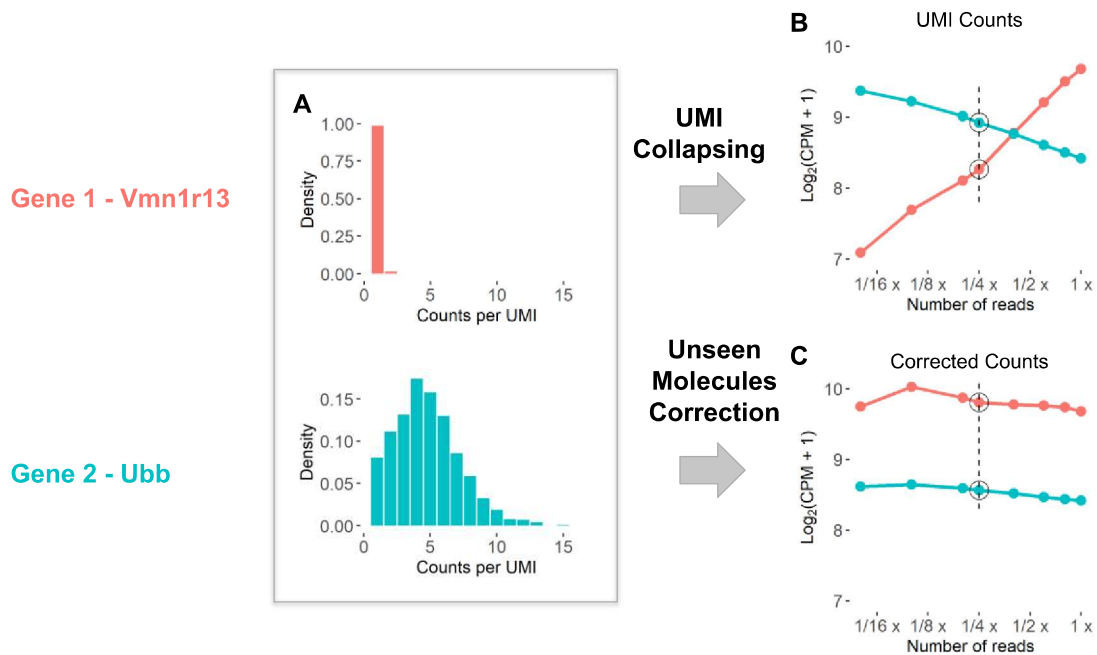 Gene 1 - Vmn1r13
Gene 2 - Ubb
A
1.00
0.75
0.50
0.25
0.00
Density
0 5 10 15
Counts per UMI
0.15
0.10
0.05
0.00
Density
0 5 10 15
Counts per UMI
UMI
Collapsing
Unseen
Molecules
Correction
B
UMI Counts
10
9
8
7
Log₂(CPM + 1)
1/16 x 1/8 x 1/4 x 1/2 x 1 x
Number of reads
C
Corrected Counts
10
9
8
7
Log₂(CPM + 1)
1/16 x 1/8 x 1/4 x 1/2 x 1 x
Number of reads